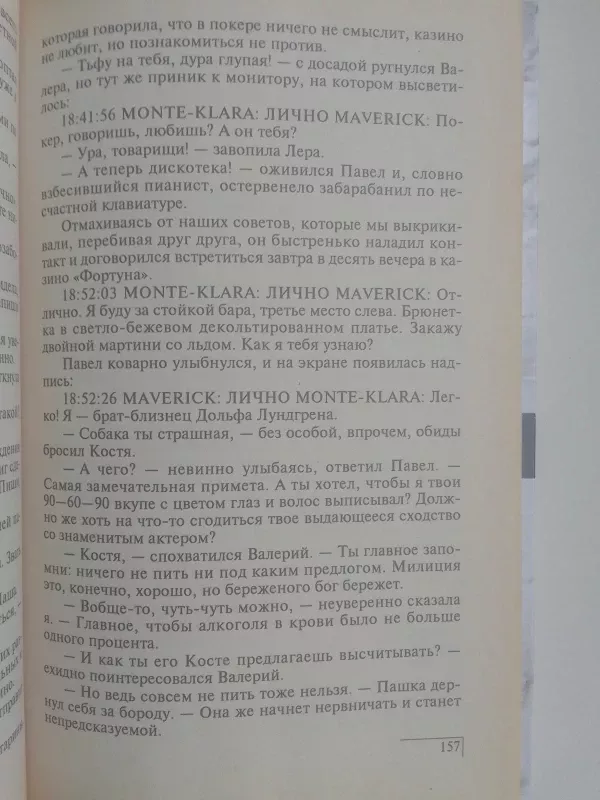 которая говорила, что в покере ничего не смыслит, казино
не любит, но познакомиться не против.
— Тьфу на тебя, дура глупая! — с досадой ругнулся Ва-
лера, но тут же приник к монитору, на котором высвети-
лось:
18:41:56 MONTE-KLARA: ЛИЧНО MAVERICK: По-
кер, говоришь, любишь? А он тебя?
— Ура, товарищи! — завопила Лера.
— А теперь дискотека! — оживился Павел и, словно
взбесившийся пианист, остервенело забарабанил по не-
счастной клавиатуре.
Отмахиваясь от наших советов, которые мы выкрики-
вали, перебивая друг друга, он быстренько наладил кон-
такт и договорился встретиться завтра в десять вечера в ка-
зино «Фортуна».
18:52:03 MONTE-KLARA: ЛИЧНО MAVERICK: От-
лично. Я буду за стойкой бара, третье место слева. Брюнет-
ка в светло-бежевом декольтированном платье. Закажу
двойной мартини со льдом. Как я тебя узнаю?
Павел коварно улыбнулся, и на экране появилась над-
пись:
18:52:26 MAVERICK: ЛИЧНО MONTE-KLARA: Лег-
ко! Я — брат-близнец Дольфа Лундгрена.
— Собака ты страшная, — без особой, впрочем, обиды
бросил Костя.
— А чего? — невинно улыбаясь, ответил Павел. —
Самая замечательная примета. А ты хотел, чтобы я твои
90—60—90 вкупе с цветом глаз и волос выписывал? Долж-
но же хоть на что-то сгодиться твое выдающееся сходство
со знаменитым актером?
— Костя, — спохватился Валерий. — Ты главное запо-
мни: ничего не пить ни под каким предлогом. Милиция
это, конечно, хорошо, но береженого бог бережет.
— Вобще-то, чуть-чуть можно, — неуверенно сказала
я. — Главное, чтобы алкоголя в крови было не больше
одного процента.
— И как ты его Косте предлагаешь высчитывать? —
ехидно поинтересовался Валерий.
— Но ведь совсем не пить тоже нельзя. — Пашка дер-
нул себя за бороду. — Она же начнет нервничать и станет
непредсказуемой.
157